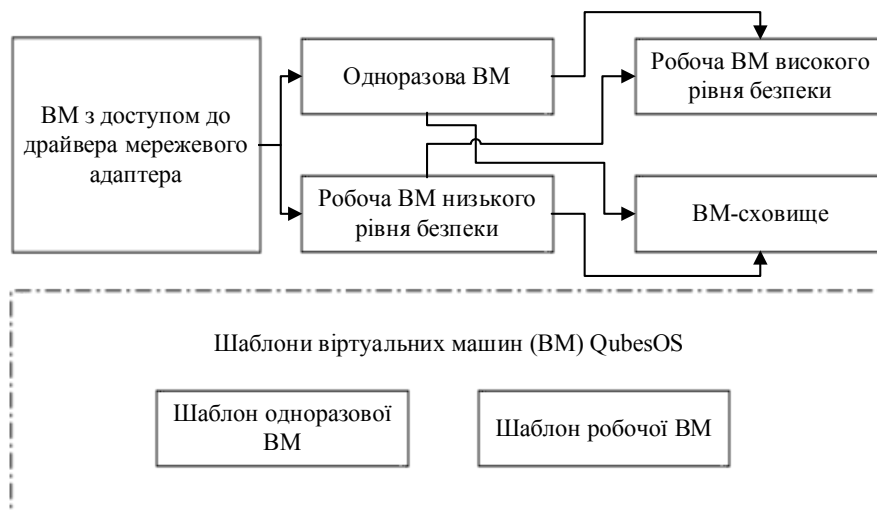 ВМ з доступом до
драйвера мережевого
адаптера
Одноразова ВМ
Робоча ВМ низького
рівня безпеки
Робоча ВМ високого
рівня безпеки
ВМ-сховище
Шаблони віртуальних машин (ВМ) QubesOS
Шаблон одноразової
ВМ
Шаблон робочої ВМ